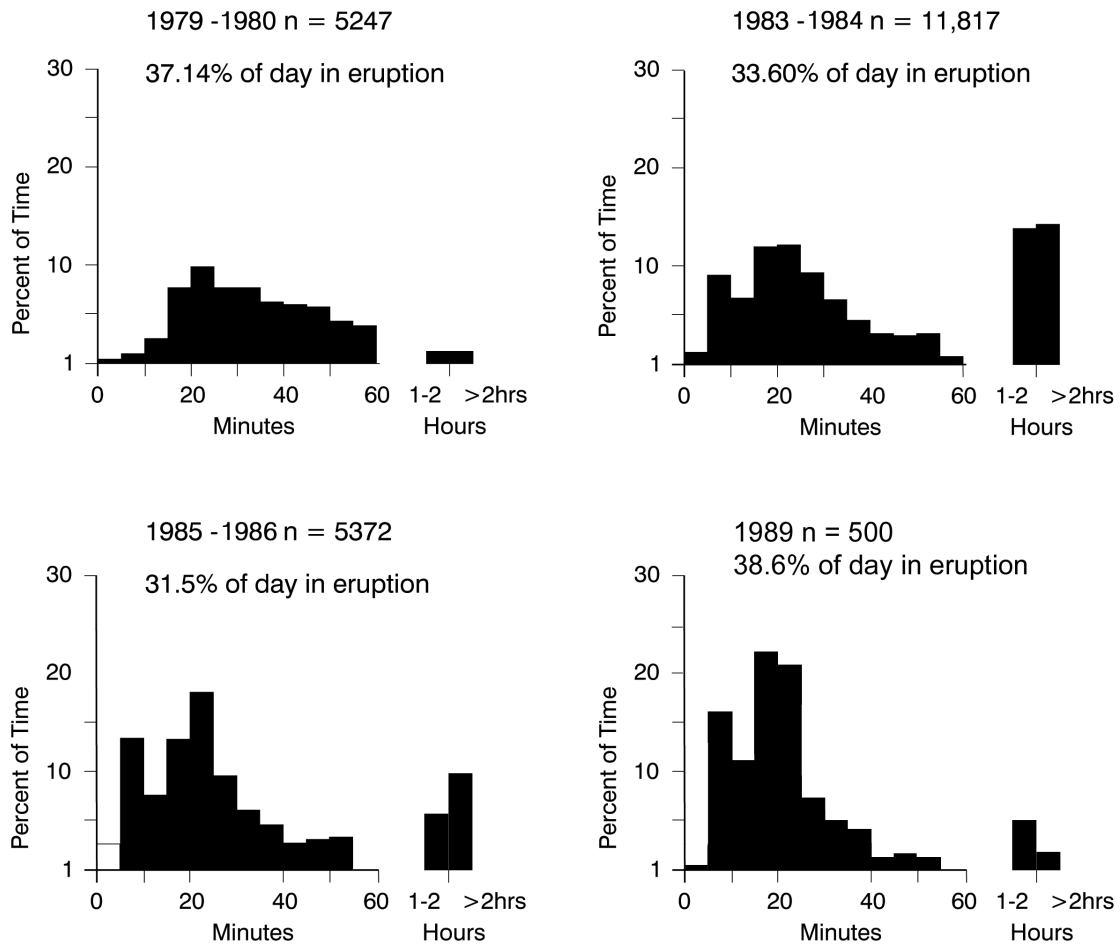 1979 -1980 n = 5247
37.14% of day in eruption
30
20
10
1
Percent of Time
0 20 40 60
Minutes
1-2 >2hrs
Hours
1983 -1984 n = 11,817
33.60% of day in eruption
30
20
10
1
Percent of Time
0 20 40 60
Minutes
1-2 >2hrs
Hours
1985 -1986 n = 5372
31.5% of day in eruption
30
20
10
1
Percent of Time
0 20 40 60
Minutes
1-2 >2hrs
Hours
1989 n = 500
38.6% of day in eruption
30
20
10
1
Percent of Time
0 20 40 60
Minutes
1-2 >2hrs
Hours